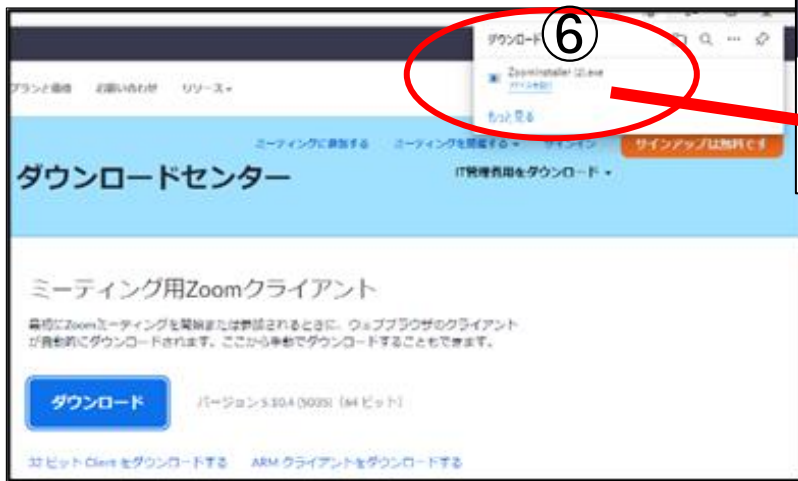 ⑥
ダウンロード
ZoomInstaller (2).exe
ファイルを開く
もっと見る
プランと価格 お問い合わせ リソース
ミーティングに参加する ミーティングを開催する サインイン サインアップは無料です
ダウンロードセンター
IT管理者用をダウンロード
ミーティング用Zoomクライアント
最初にZoomミーティングを開始または参加されるときに、ウェブブラウザのクライアント
が自動的にダウンロードされます。ここから手動でダウンロードすることもできます。
ダウンロード
バージョン 5.10.4 (5035) (64 ビット)
32 ビット Client をダウンロードする ARM クライアントをダウンロードする